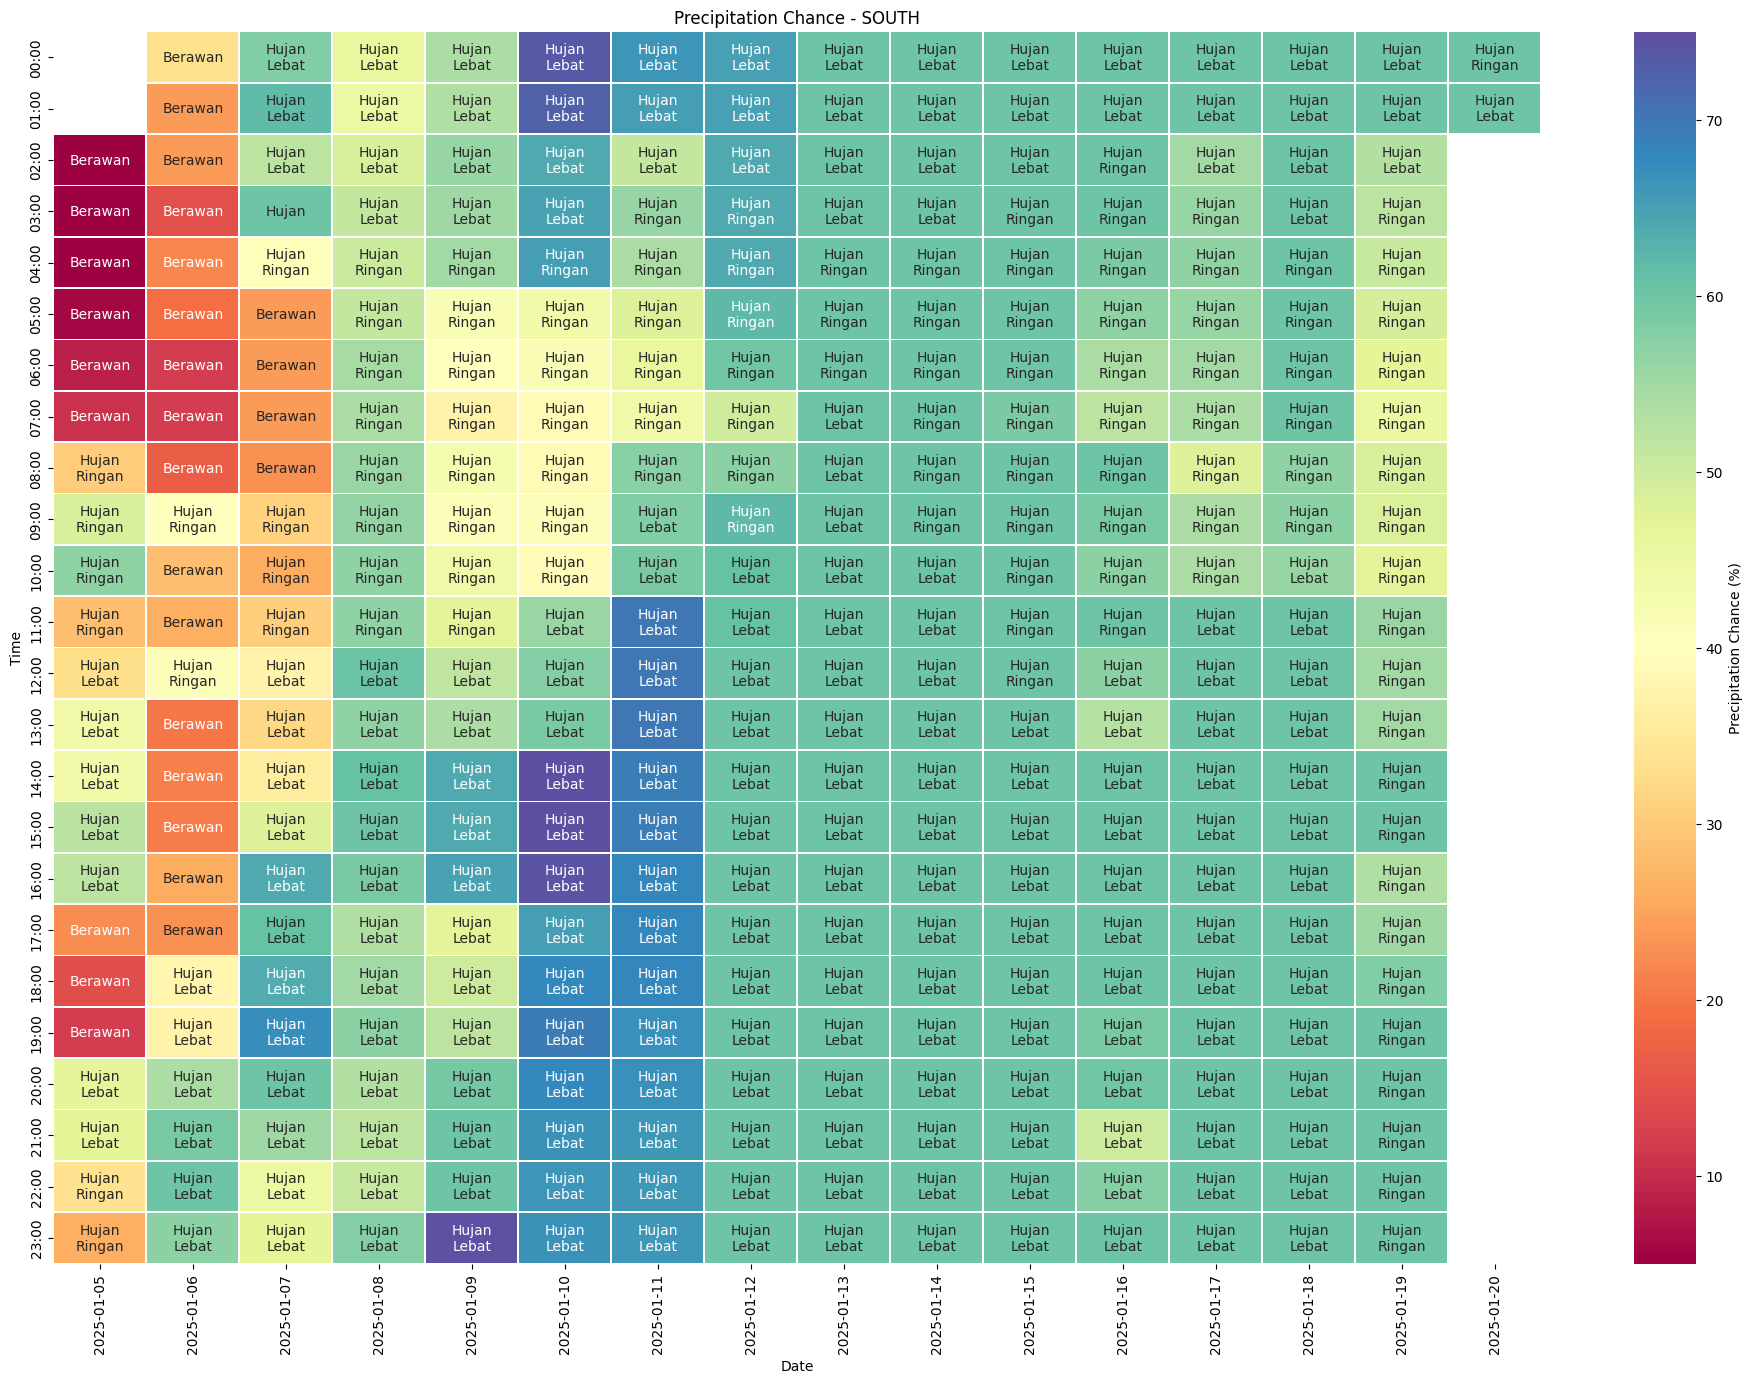 Precipitation Chance - SOUTH
00:00 Berawan Hujan Lebat Hujan Lebat Hujan Lebat Hujan Lebat Hujan Lebat Hujan Lebat Hujan Lebat Hujan Lebat Hujan Lebat Hujan Lebat Hujan Lebat Hujan Lebat Hujan Lebat Hujan Ringan
01:00 Berawan Hujan Lebat Hujan Lebat Hujan Lebat Hujan Lebat Hujan Lebat Hujan Lebat Hujan Lebat Hujan Lebat Hujan Lebat Hujan Lebat Hujan Lebat Hujan Lebat Hujan Lebat Hujan Lebat
02:00 Berawan Berawan Hujan Lebat Hujan Lebat Hujan Lebat Hujan Lebat Hujan Lebat Hujan Lebat Hujan Lebat Hujan Lebat Hujan Lebat Hujan Ringan Hujan Lebat Hujan Lebat Hujan Lebat
03:00 Berawan Berawan Hujan Hujan Lebat Hujan Lebat Hujan Lebat Hujan Ringan Hujan Ringan Hujan Lebat Hujan Lebat Hujan Ringan Hujan Ringan Hujan Ringan Hujan Lebat Hujan Ringan
04:00 Berawan Berawan Hujan Ringan Hujan Ringan Hujan Ringan Hujan Ringan Hujan Ringan Hujan Ringan Hujan Ringan Hujan Ringan Hujan Ringan Hujan Ringan Hujan Ringan Hujan Ringan Hujan Ringan
05:00 Berawan Berawan Berawan Hujan Ringan Hujan Ringan Hujan Ringan Hujan Ringan Hujan Ringan Hujan Ringan Hujan Ringan Hujan Ringan Hujan Ringan Hujan Ringan Hujan Ringan Hujan Ringan
06:00 Berawan Berawan Berawan Hujan Ringan Hujan Ringan Hujan Ringan Hujan Ringan Hujan Ringan Hujan Ringan Hujan Ringan Hujan Ringan Hujan Ringan Hujan Ringan Hujan Ringan Hujan Ringan
07:00 Berawan Berawan Berawan Hujan Ringan Hujan Ringan Hujan Ringan Hujan Ringan Hujan Ringan Hujan Lebat Hujan Ringan Hujan Ringan Hujan Ringan Hujan Ringan Hujan Ringan Hujan Ringan
08:00 Hujan Ringan Berawan Berawan Hujan Ringan Hujan Ringan Hujan Ringan Hujan Ringan Hujan Ringan Hujan Lebat Hujan Ringan Hujan Ringan Hujan Ringan Hujan Ringan Hujan Ringan Hujan Ringan
09:00 Hujan Ringan Hujan Ringan Hujan Ringan Hujan Ringan Hujan Ringan Hujan Ringan Hujan Lebat Hujan Ringan Hujan Lebat Hujan Ringan Hujan Ringan Hujan Ringan Hujan Ringan Hujan Ringan Hujan Ringan
10:00 Hujan Ringan Berawan Hujan Ringan Hujan Ringan Hujan Ringan Hujan Ringan Hujan Lebat Hujan Lebat Hujan Lebat Hujan Lebat Hujan Ringan Hujan Ringan Hujan Ringan Hujan Lebat Hujan Ringan
11:00 Hujan Ringan Berawan Hujan Ringan Hujan Ringan Hujan Ringan Hujan Lebat Hujan Lebat Hujan Lebat Hujan Lebat Hujan Lebat Hujan Ringan Hujan Ringan Hujan Lebat Hujan Lebat Hujan Ringan
12:00 Hujan Lebat Hujan Ringan Hujan Lebat Hujan Lebat Hujan Lebat Hujan Lebat Hujan Lebat Hujan Lebat Hujan Lebat Hujan Lebat Hujan Ringan Hujan Lebat Hujan Lebat Hujan Lebat Hujan Ringan
13:00 Hujan Lebat Berawan Hujan Lebat Hujan Lebat Hujan Lebat Hujan Lebat Hujan Lebat Hujan Lebat Hujan Lebat Hujan Lebat Hujan Lebat Hujan Lebat Hujan Lebat Hujan Lebat Hujan Ringan
14:00 Hujan Lebat Berawan Hujan Lebat Hujan Lebat Hujan Lebat Hujan Lebat Hujan Lebat Hujan Lebat Hujan Lebat Hujan Lebat Hujan Lebat Hujan Lebat Hujan Lebat Hujan Lebat Hujan Ringan
15:00 Hujan Lebat Berawan Hujan Lebat Hujan Lebat Hujan Lebat Hujan Lebat Hujan Lebat Hujan Lebat Hujan Lebat Hujan Lebat Hujan Lebat Hujan Lebat Hujan Lebat Hujan Lebat Hujan Ringan
16:00 Hujan Lebat Berawan Hujan Lebat Hujan Lebat Hujan Lebat Hujan Lebat Hujan Lebat Hujan Lebat Hujan Lebat Hujan Lebat Hujan Lebat Hujan Lebat Hujan Lebat Hujan Lebat Hujan Ringan
17:00 Berawan Berawan Hujan Lebat Hujan Lebat Hujan Lebat Hujan Lebat Hujan Lebat Hujan Lebat Hujan Lebat Hujan Lebat Hujan Lebat Hujan Lebat Hujan Lebat Hujan Lebat Hujan Ringan
18:00 Berawan Hujan Lebat Hujan Lebat Hujan Lebat Hujan Lebat Hujan Lebat Hujan Lebat Hujan Lebat Hujan Lebat Hujan Lebat Hujan Lebat Hujan Lebat Hujan Lebat Hujan Lebat Hujan Ringan
19:00 Berawan Hujan Lebat Hujan Lebat Hujan Lebat Hujan Lebat Hujan Lebat Hujan Lebat Hujan Lebat Hujan Lebat Hujan Lebat Hujan Lebat Hujan Lebat Hujan Lebat Hujan Lebat Hujan Ringan
20:00 Hujan Lebat Hujan Lebat Hujan Lebat Hujan Lebat Hujan Lebat Hujan Lebat Hujan Lebat Hujan Lebat Hujan Lebat Hujan Lebat Hujan Lebat Hujan Lebat Hujan Lebat Hujan Lebat Hujan Ringan
21:00 Hujan Lebat Hujan Lebat Hujan Lebat Hujan Lebat Hujan Lebat Hujan Lebat Hujan Lebat Hujan Lebat Hujan Lebat Hujan Lebat Hujan Lebat Hujan Lebat Hujan Lebat Hujan Lebat Hujan Ringan
22:00 Hujan Ringan Hujan Lebat Hujan Lebat Hujan Lebat Hujan Lebat Hujan Lebat Hujan Lebat Hujan Lebat Hujan Lebat Hujan Lebat Hujan Lebat Hujan Lebat Hujan Lebat Hujan Lebat Hujan Ringan
23:00 Hujan Ringan Hujan Lebat Hujan Lebat Hujan Lebat Hujan Lebat Hujan Lebat Hujan Lebat Hujan Lebat Hujan Lebat Hujan Lebat Hujan Lebat Hujan Lebat Hujan Lebat Hujan Lebat Hujan Ringan
Time
2025-01-05 2025-01-06 2025-01-07 2025-01-08 2025-01-09 2025-01-10 2025-01-11 2025-01-12 2025-01-13 2025-01-14 2025-01-15 2025-01-16 2025-01-17 2025-01-18 2025-01-19 2025-01-20
Date
70
60
50
40
30
20
10
Precipitation Chance (%)